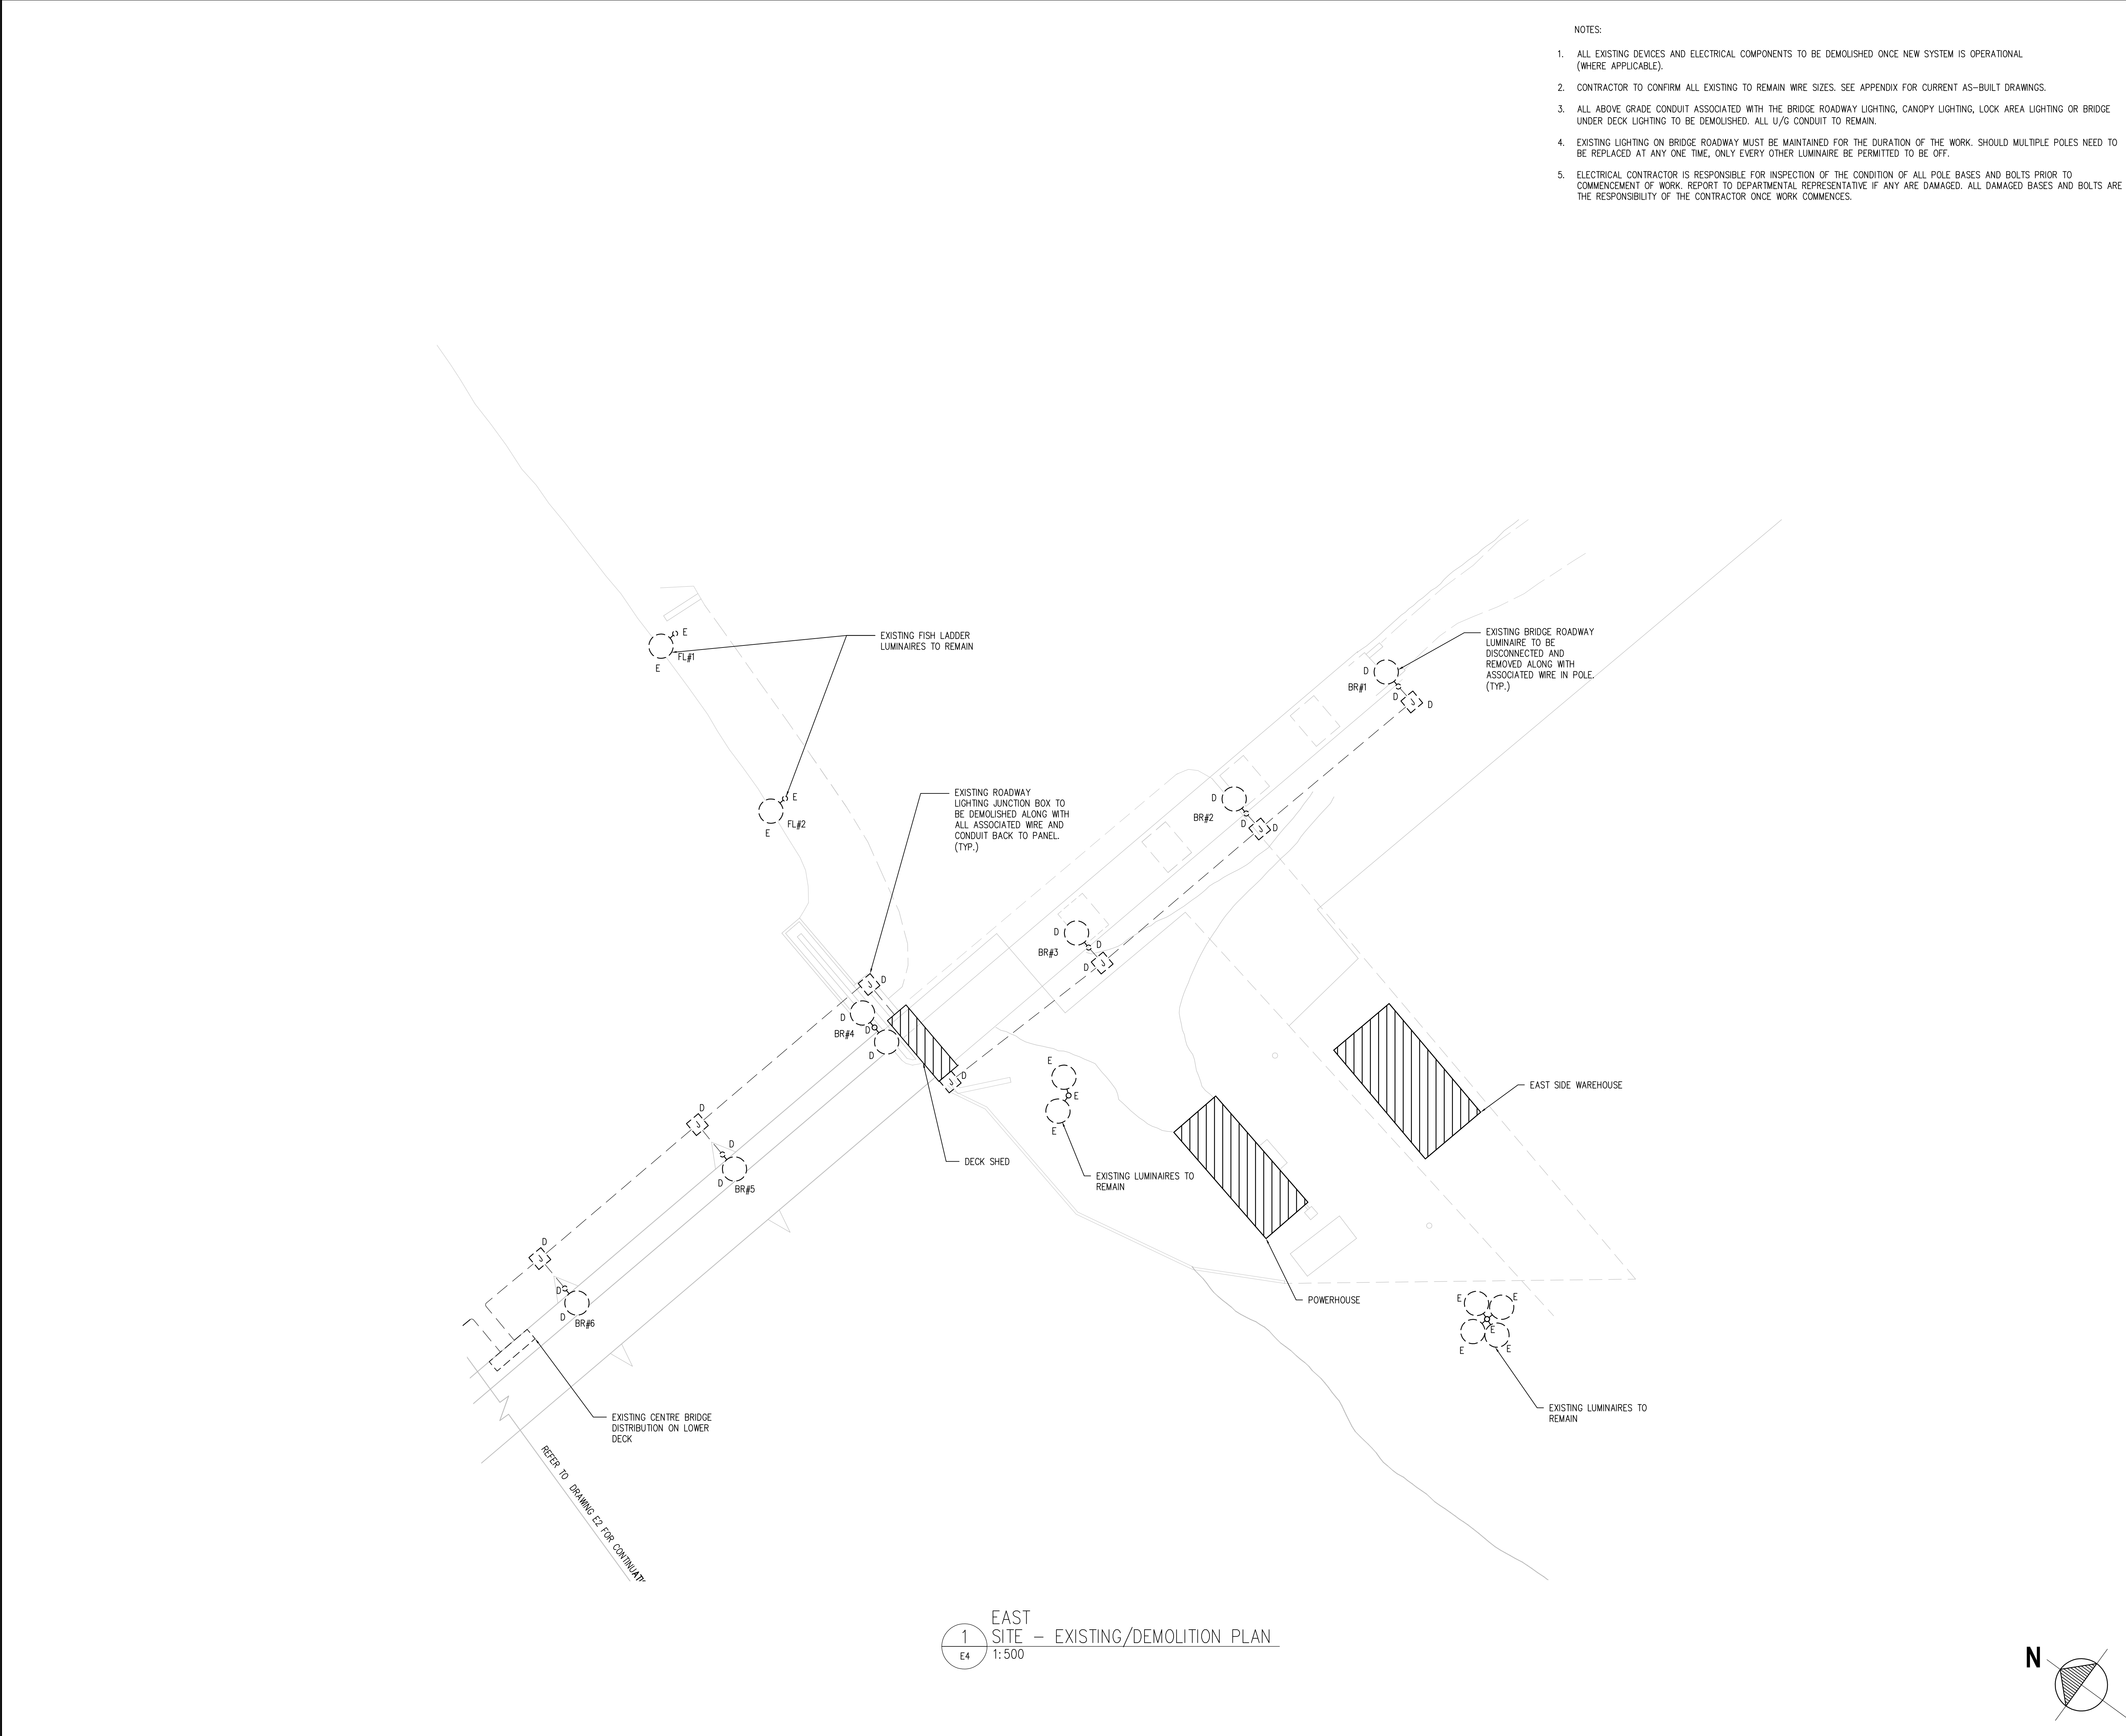 NOTES:
1. ALL EXISTING DEVICES AND ELECTRICAL COMPONENTS TO BE DEMOLISHED ONCE NEW SYSTEM IS OPERATIONAL
(WHERE APPLICABLE).
2. CONTRACTOR TO CONFIRM ALL EXISTING TO REMAIN WIRE SIZES. SEE APPENDIX FOR CURRENT AS-BUILT DRAWINGS.
3. ALL ABOVE GRADE CONDUIT ASSOCIATED WITH THE BRIDGE ROADWAY LIGHTING, CANOPY LIGHTING, LOCK AREA LIGHTING OR BRIDGE
UNDER DECK LIGHTING TO BE DEMOLISHED. ALL U/G CONDUIT TO REMAIN.
4. EXISTING LIGHTING ON BRIDGE ROADWAY MUST BE MAINTAINED FOR THE DURATION OF THE WORK. SHOULD MULTIPLE POLES NEED TO
BE REPLACED AT ANY ONE TIME, ONLY EVERY OTHER LUMINAIRE BE PERMITTED TO BE OFF.
5. ELECTRICAL CONTRACTOR IS RESPONSIBLE FOR INSPECTION OF THE CONDITION OF ALL POLE BASES AND BOLTS PRIOR TO
COMMENCEMENT OF WORK. REPORT TO DEPARTMENTAL REPRESENTATIVE IF ANY ARE DAMAGED. ALL DAMAGED BASES AND BOLTS ARE
THE RESPONSIBILITY OF THE CONTRACTOR ONCE WORK COMMENCES.
E
FL#1
E
EXISTING FISH LADDER
LUMINAIRES TO REMAIN
EXISTING BRIDGE ROADWAY
LUMINAIRE TO BE
DISCONNECTED AND
REMOVED ALONG WITH
ASSOCIATED WIRE IN POLE.
(TYP.)
D
BR#1
D
J
D
E
FL#2
E
EXISTING ROADWAY
LIGHTING JUNCTION BOX TO
BE DEMOLISHED ALONG WITH
ALL ASSOCIATED WIRE AND
CONDUIT BACK TO PANEL.
(TYP.)
D
BR#2
D
J
D
D
BR#3
D
D
J
J
D
D
BR#4
D
D
J
D
E
E
E
EAST SIDE WAREHOUSE
D
J
D
D
BR#5
DECK SHED
EXISTING LUMINAIRES TO
REMAIN
D
J
D
D
BR#6
POWERHOUSE
E
E
E
E
E
EXISTING LUMINAIRES TO
REMAIN
EXISTING CENTRE BRIDGE
DISTRIBUTION ON LOWER
DECK
REFER TO DRAWING E2 FOR
1
E4
EAST
SITE - EXISTING/DEMOLITION PLAN
1:500
N